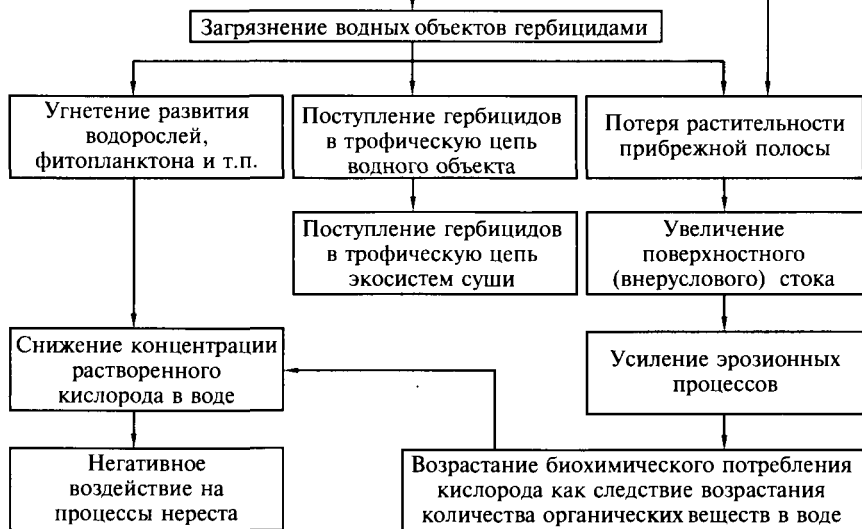 Загрязнение водных объектов гербицидами
Угнетение развития
водорослей,
фитопланктона и т.п.
Поступление гербицидов
в трофическую цепь
водного объекта
Потеря растительности
прибрежной полосы
Поступление гербицидов
в трофическую цепь
экосистем суши
Увеличение
поверхностного
(внеруслового) стока
Снижение концентрации
растворенного
кислорода в воде
Усиление эрозионных
процессов
Негативное
воздействие на
процессы нереста
Возрастание биохимического потребления
кислорода как следствие возрастания
количества органических веществ в воде